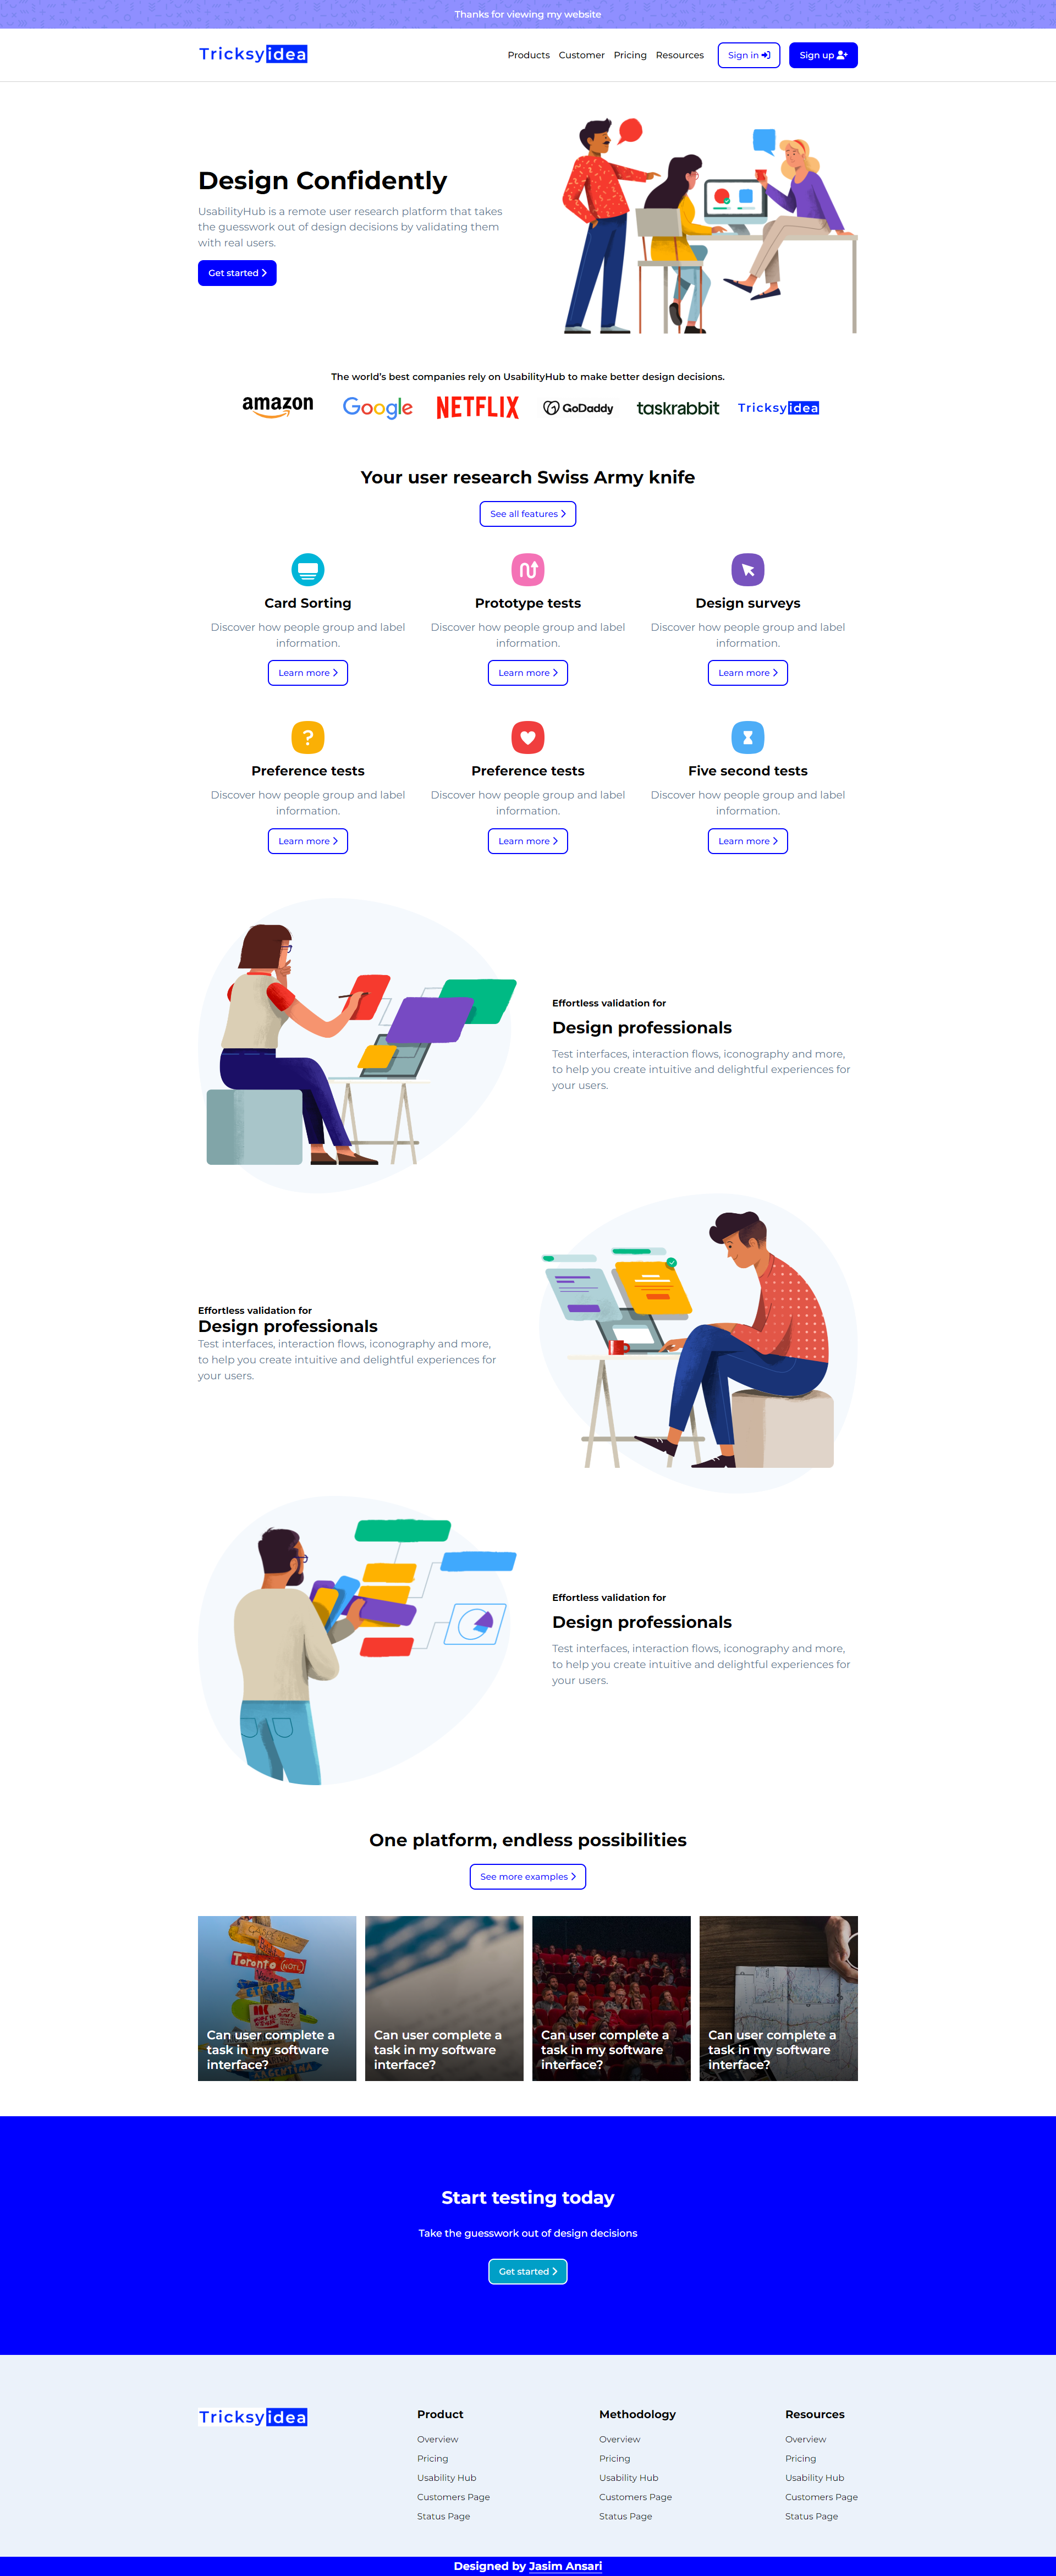 Thanks for viewing my website
Tricksyidea
Products Customer Pricing Resources Sign in Sign up
Design Confidently
UsabilityHub is a remote user research platform that takes
the guesswork out of design decisions by validating them
with real users.
Get started
The world's best companies rely on UsabilityHub to make better design decisions.
amazon Google NETFLIX GoDaddy taskrabbit Tricksyidea
Your user research Swiss Army knife
See all features
Card Sorting
Discover how people group and label
information.
Learn more
Prototype tests
Discover how people group and label
information.
Learn more
Design surveys
Discover how people group and label
information.
Learn more
?
Preference tests
Discover how people group and label
information.
Learn more
Preference tests
Discover how people group and label
information.
Learn more
Five second tests
Discover how people group and label
information.
Learn more
Effortless validation for
Design professionals
Test interfaces, interaction flows, iconography and more,
to help you create intuitive and delightful experiences for
your users.
Effortless validation for
Design professionals
Test interfaces, interaction flows, iconography and more,
to help you create intuitive and delightful experiences for
your users.
Effortless validation for
Design professionals
Test interfaces, interaction flows, iconography and more,
to help you create intuitive and delightful experiences for
your users.
One platform, endless possibilities
See more examples
Toronto
Can user complete a
task in my software
interface?
Can user complete a
task in my software
interface?
Can user complete a
task in my software
interface?
Can user complete a
task in my software
interface?
Start testing today
Take the guesswork out of design decisions
Get started
Tricksyidea
Product
Overview
Pricing
Usability Hub
Customers Page
Status Page
Methodology
Overview
Pricing
Usability Hub
Customers Page
Status Page
Resources
Overview
Pricing
Usability Hub
Customers Page
Status Page
Designed by Jasim Ansari